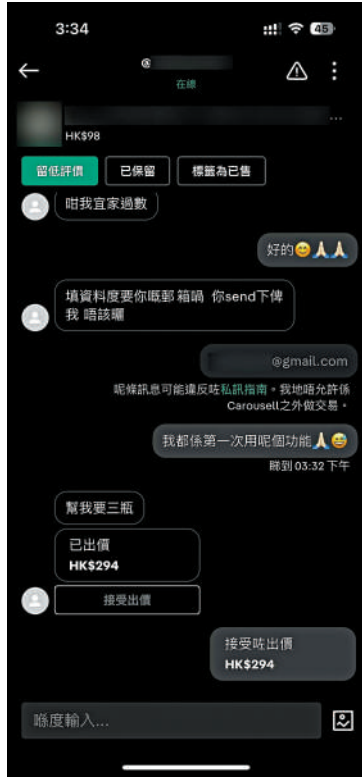 3:34
45
@
在線
...
HK$98
留低評價
已保留
標籤為已售
咁我宜家過數
好的😊🙏🏻🙏🏻
填資料度要你嘅郵 箱喎 你send下俾
我 唔該曬
@gmail.com
呢條訊息可能違反咗私訊指南。我地唔允許係
Carousell之外做交易。
我都係第一次用呢個功能🙏🏻😅
睇到 03:32 下午
幫我要三瓶
已出價
HK$294
接受出價
接受咗出價
HK$294
喺度輸入...